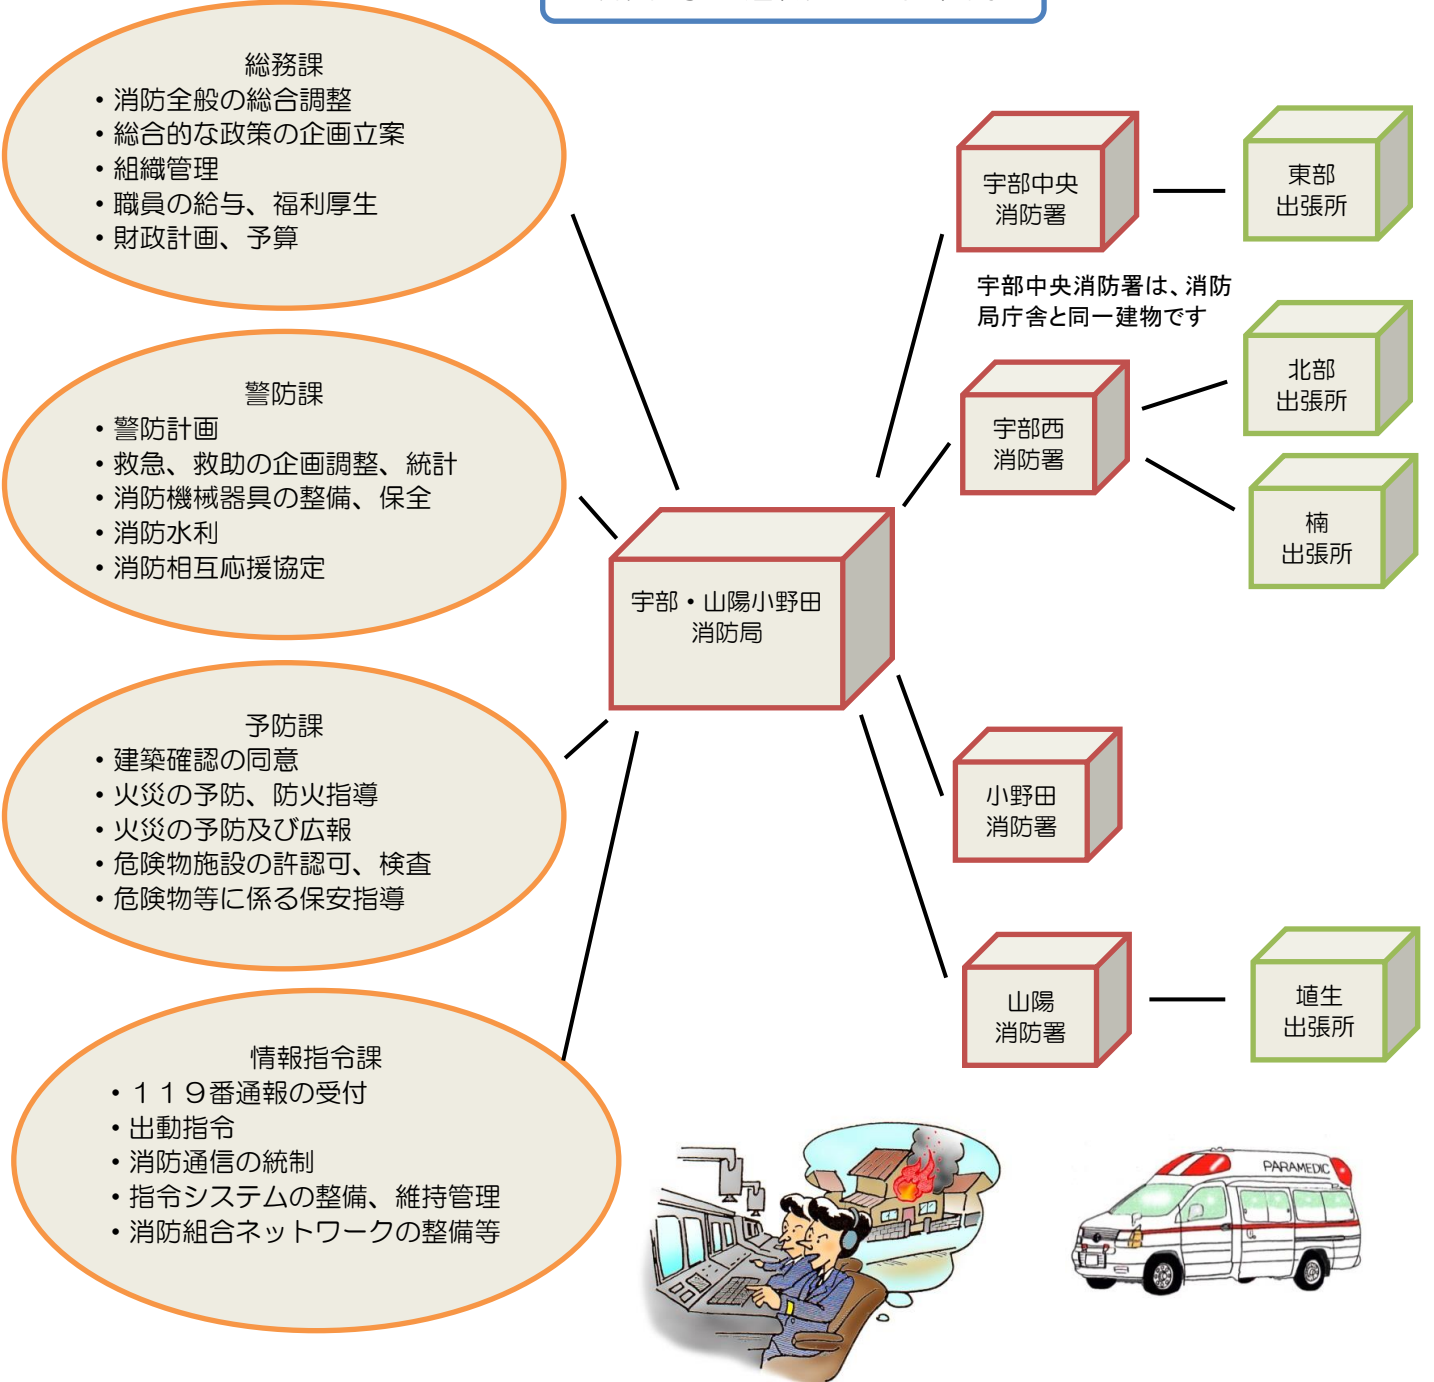 総務課
・消防全般の総合調整
・総合的な政策の企画立案
・組織管理
・職員の給与、福利厚生
・財政計画、予算
警防課
・警防計画
・救急、救助の企画調整、統計
・消防機械器具の整備、保全
・消防水利
・消防相互応援協定
予防課
・建築確認の同意
・火災の予防、防火指導
・火災の予防及び広報
・危険物施設の許認可、検査
・危険物等に係る保安指導
情報指令課
・１１９番通報の受付
・出動指令
・消防通信の統制
・指令システムの整備、維持管理
・消防組合ネットワークの整備等
宇部・山陽小野田
消防局
宇部中央
消防署
東部
出張所
宇部中央消防署は、消防
局庁舎と同一建物です
宇部西
消防署
北部
出張所
楠
出張所
小野田
消防署
山陽
消防署
埴生
出張所
PARAMEDIC